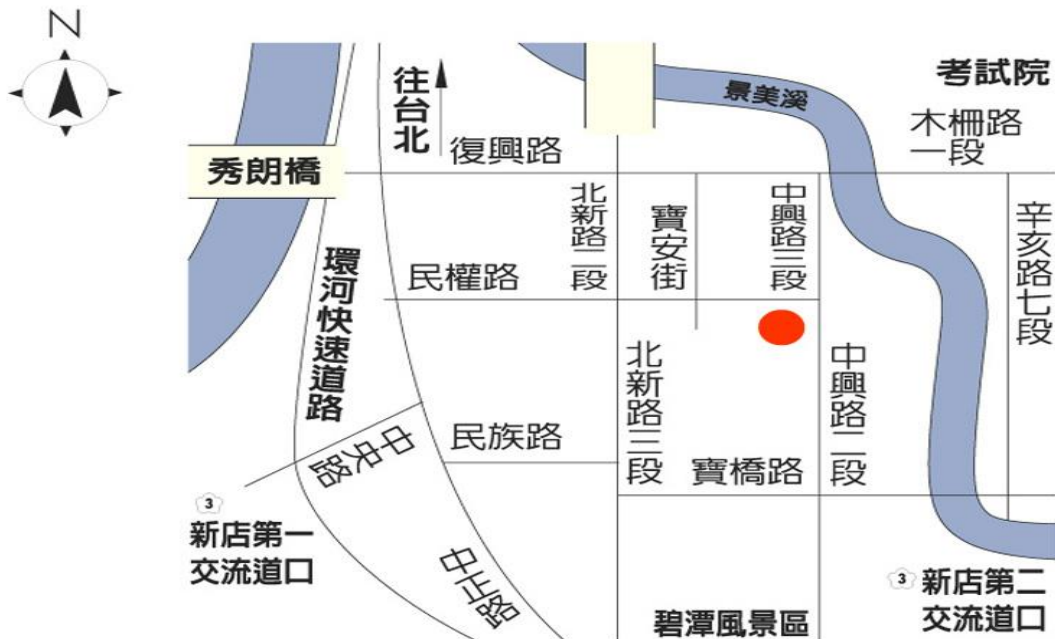 N
考試院
往台北
景美溪
木柵路
一段
復興路
秀朗橋
北新路二段
寶安街
中興路三段
辛亥路七段
環河快速道路
民權路
北新路三段
中興路二段
民族路
中央路
寶橋路
3
新店第一
交流道口
中正路
3
新店第二
交流道口
碧潭風景區